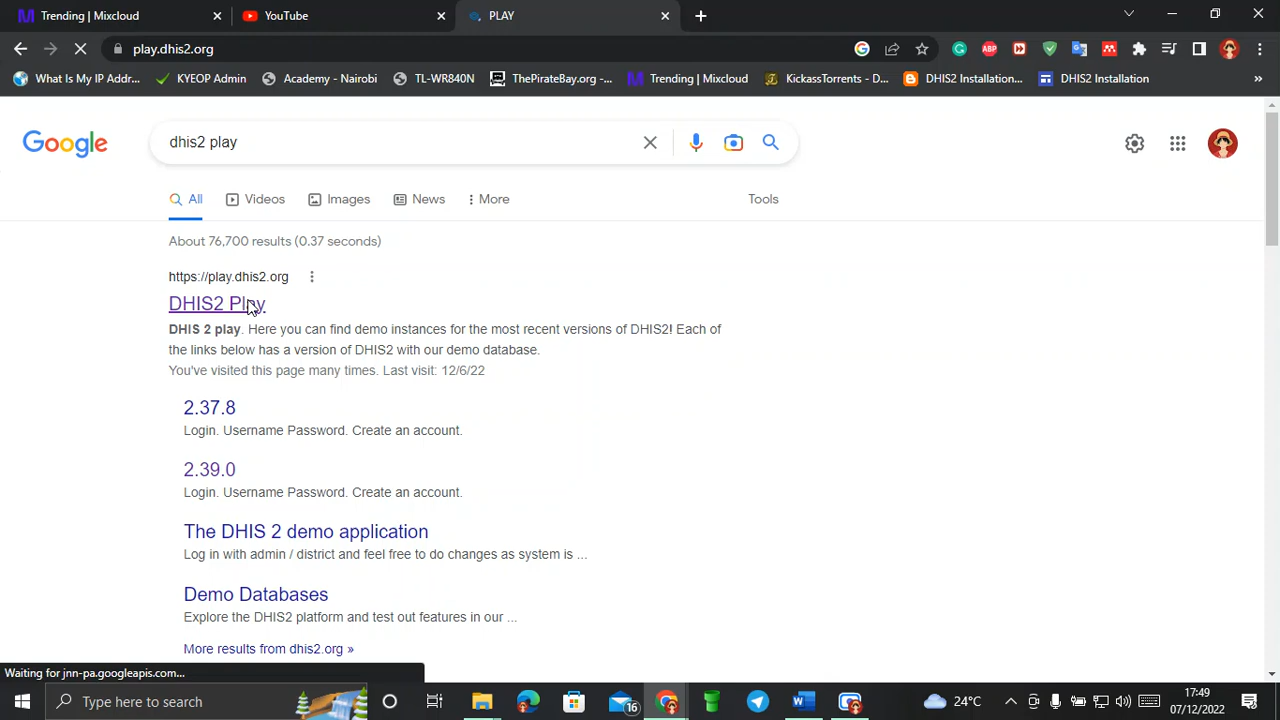 Trending | Mixcloud
YouTube
PLAY
play.dhis2.org
What Is My IP Addr...
KYEOP Admin
Academy - Nairobi
TL-WR840N
ThePirateBay.org -...
Trending | Mixcloud
KickassTorrents - D...
DHIS2 Installation...
DHIS2 Installation
»
Google
dhis2 play
All
Videos
Images
News
More
Tools
About 76,700 results (0.37 seconds)
https://play.dhis2.org
DHIS2 Play
DHIS 2 play. Here you can find demo instances for the most recent versions of DHIS2! Each of
the links below has a version of DHIS2 with our demo database.
You've visited this page many times. Last visit: 12/6/22
2.37.8
Login. Username Password. Create an account.
2.39.0
Login. Username Password. Create an account.
The DHIS 2 demo application
Log in with admin / district and feel free to do changes as system is ...
Demo Databases
Explore the DHIS2 platform and test out features in our ...
More results from dhis2.org »
Waiting for jnn-pa.googleapis.com...
Type here to search
16
24°C
17:49
07/12/2022